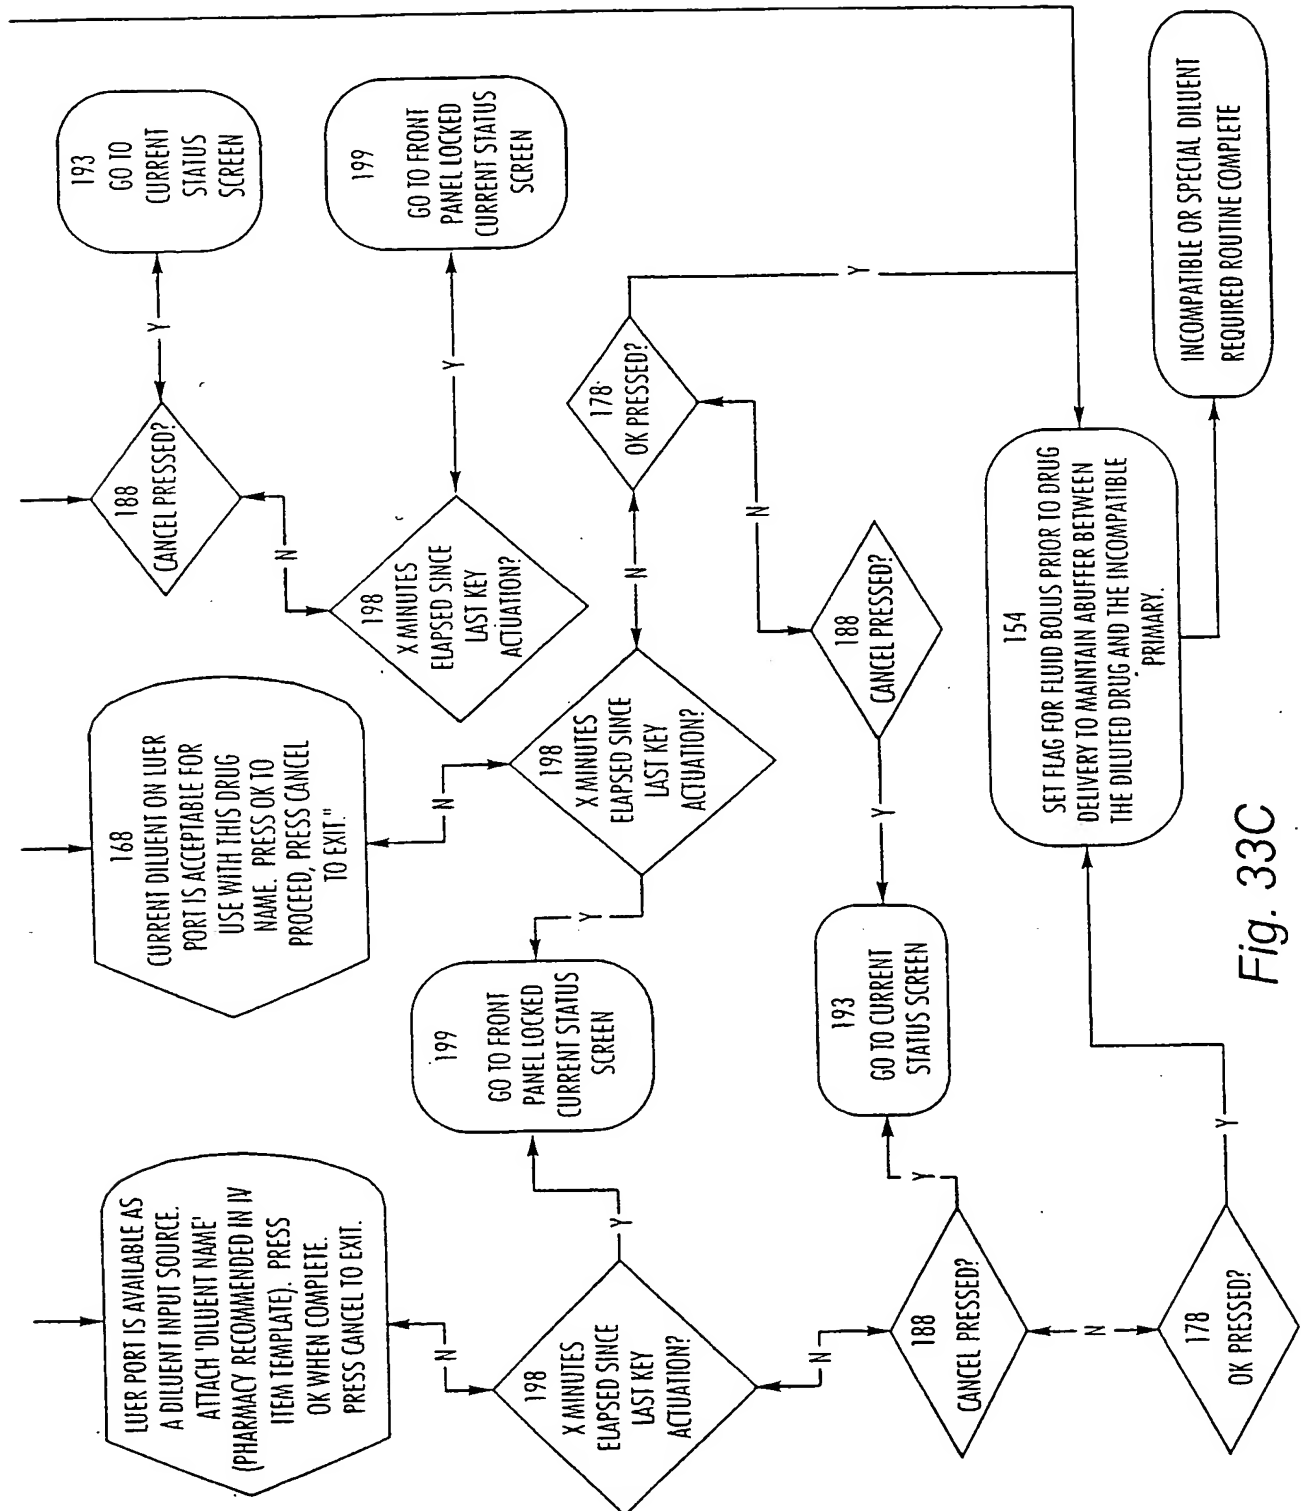 LUER PORT IS AVAILABLE AS
A DILUENT INPUT SOURCE.
ATTACH 'DILUENT NAME'
(PHARMACY RECOMMENDED IN IV
ITEM TEMPLATE). PRESS
OK WHEN COMPLETE.
PRESS CANCEL TO EXIT.
N
198
X MINUTES
ELAPSED SINCE
LAST KEY
ACTUATION?
Y
N
188
CANCEL PRESSED?
Y
N
178
OK PRESSED?
Y
168
CURRENT DILUENT ON LUER
PORT IS ACCEPTABLE FOR
USE WITH THIS DRUG
NAME. PRESS OK TO
PROCEED, PRESS CANCEL
TO EXIT."
N
199
GO TO FRONT
PANEL LOCKED
CURRENT STATUS
SCREEN
Y
198
X MINUTES
ELAPSED SINCE
LAST KEY
ACTUATION?
N
178
OK PRESSED?
Y
N
188
CANCEL PRESSED?
Y
193
GO TO CURRENT
STATUS SCREEN
188
CANCEL PRESSED?
Y
193
GO TO
CURRENT
STATUS
SCREEN
N
198
X MINUTES
ELAPSED SINCE
LAST KEY
ACTUATION?
Y
199
GO TO FRONT
PANEL LOCKED
CURRENT STATUS
SCREEN
154
SET FLAG FOR FLUID BOLUS PRIOR TO DRUG
DELIVERY TO MAINTAIN ABUFFER BETWEEN
THE DILUTED DRUG AND THE INCOMPATIBLE
PRIMARY.
INCOMPATIBLE OR SPECIAL DILUENT
REQUIRED ROUTINE COMPLETE
Fig. 33C